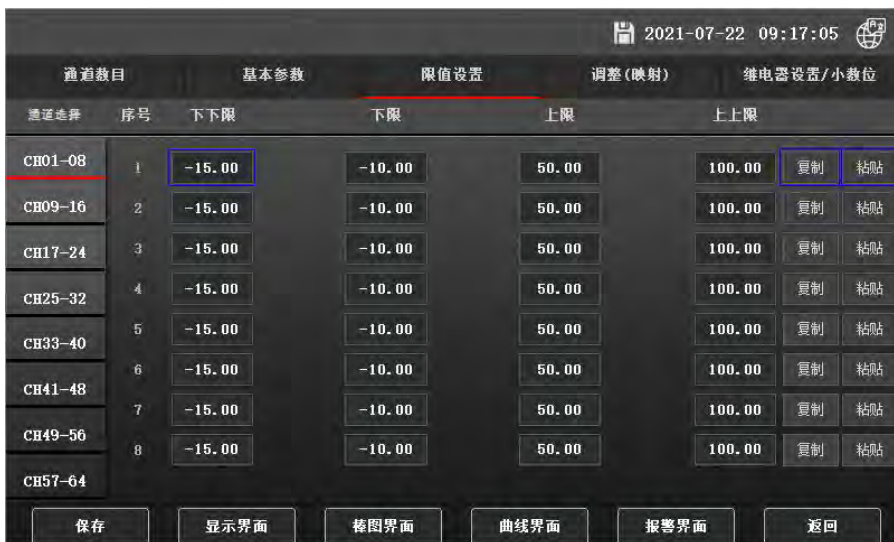 2021-07-22 09:17:05
通道数目 基本参数 限值设置 调整(映射) 继电器设置/小数位
通道选择 序号 下下限 下限 上限 上上限
CH01-08 1 -15.00 -10.00 50.00 100.00 复制 粘贴
CH09-16 2 -15.00 -10.00 50.00 100.00 复制 粘贴
CH17-24 3 -15.00 -10.00 50.00 100.00 复制 粘贴
CH25-32 4 -15.00 -10.00 50.00 100.00 复制 粘贴
CH33-40 5 -15.00 -10.00 50.00 100.00 复制 粘贴
CH41-48 6 -15.00 -10.00 50.00 100.00 复制 粘贴
CH49-56 7 -15.00 -10.00 50.00 100.00 复制 粘贴
CH57-64 8 -15.00 -10.00 50.00 100.00 复制 粘贴
保存 显示界面 棒图界面 曲线界面 报警界面 返回